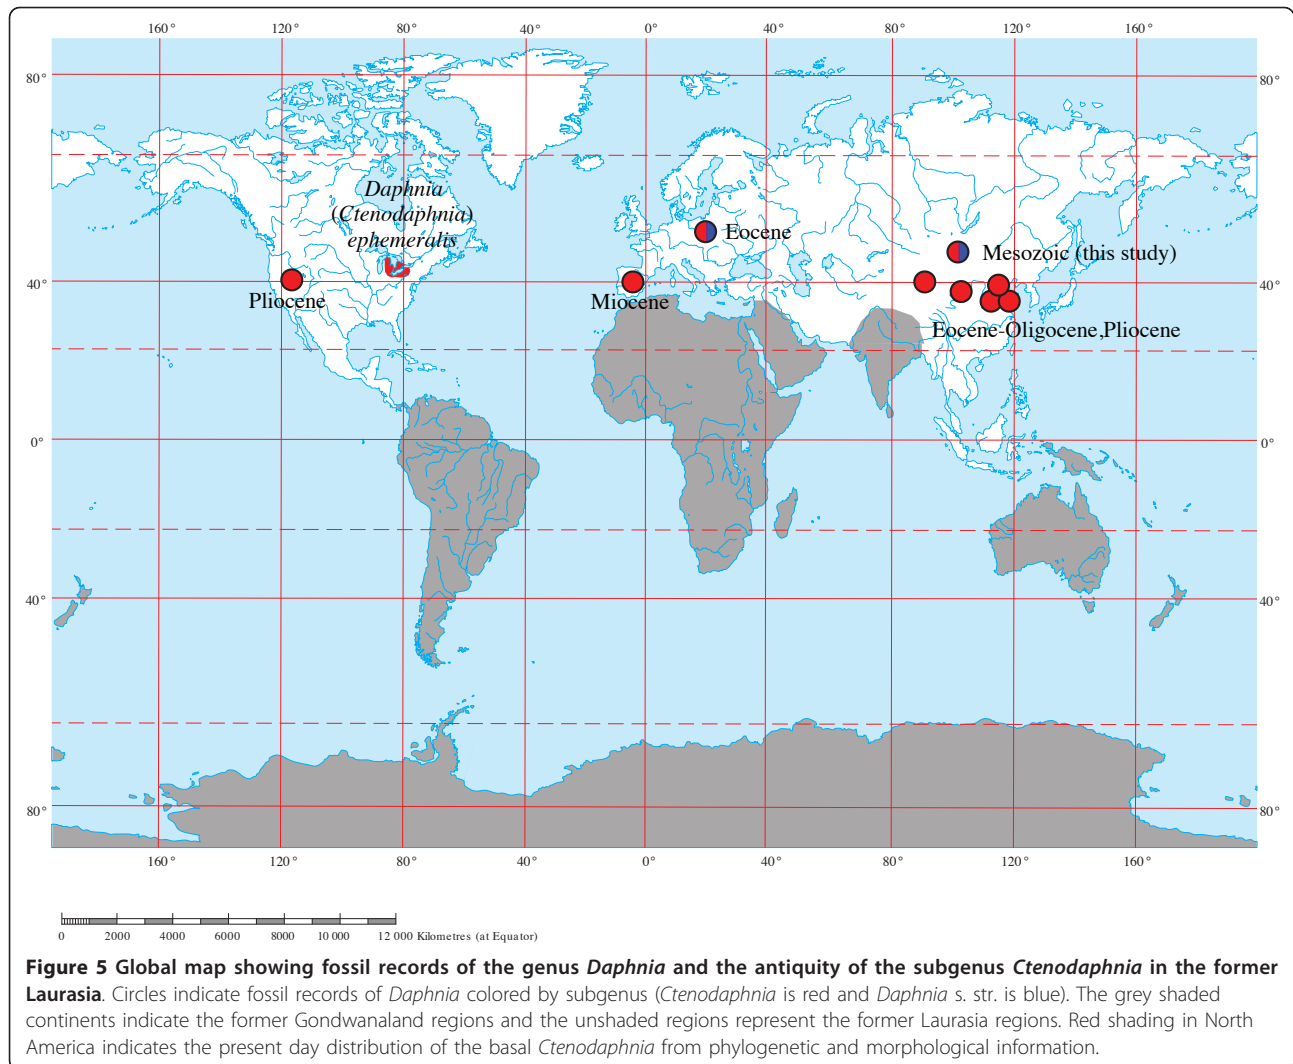 160° 120° 80° 40° 0° 40° 80° 120° 160°
80° 80°
Daphnia
(Ctenodaphnia)
ephemeralis
Eocene
Mesozoic (this study)
40° 40°
Pliocene
Miocene
Eocene-Oligocene,Pliocene
0° 0°
40° 40°
80° 80°
160° 120° 80° 40° 0° 40° 80° 120° 160°
0 2000 4000 6000 8000 10 000 12 000 Kilometres (at Equator)
Figure 5 Global map showing fossil records of the genus Daphnia and the antiquity of the subgenus Ctenodaphnia in the former
Laurasia. Circles indicate fossil records of Daphnia colored by subgenus (Ctenodaphnia is red and Daphnia s. str. is blue). The grey shaded
continents indicate the former Gondwanaland regions and the unshaded regions represent the former Laurasia regions. Red shading in North
America indicates the present day distribution of the basal Ctenodaphnia from phylogenetic and morphological information.